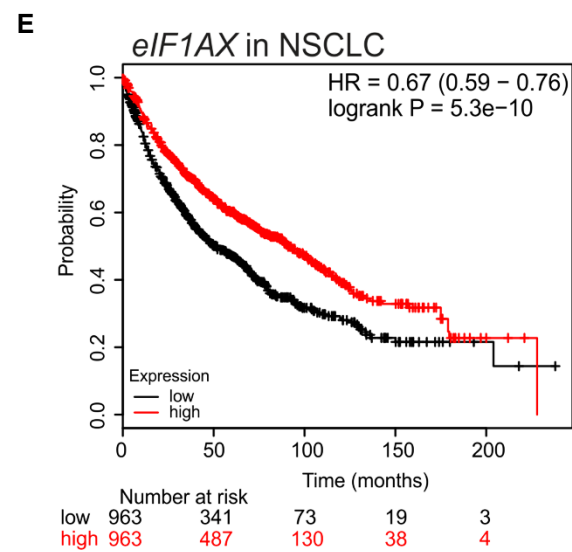 E
eIF1AX in NSCLC
HR = 0.67 (0.59 − 0.76)
logrank P = 5.3e−10
Probability
1.0
0.8
0.6
0.4
0.2
0.0
Expression
low
high
0 50 100 150 200
Time (months)
Number at risk
low 963 341 73 19 3
high 963 487 130 38 4